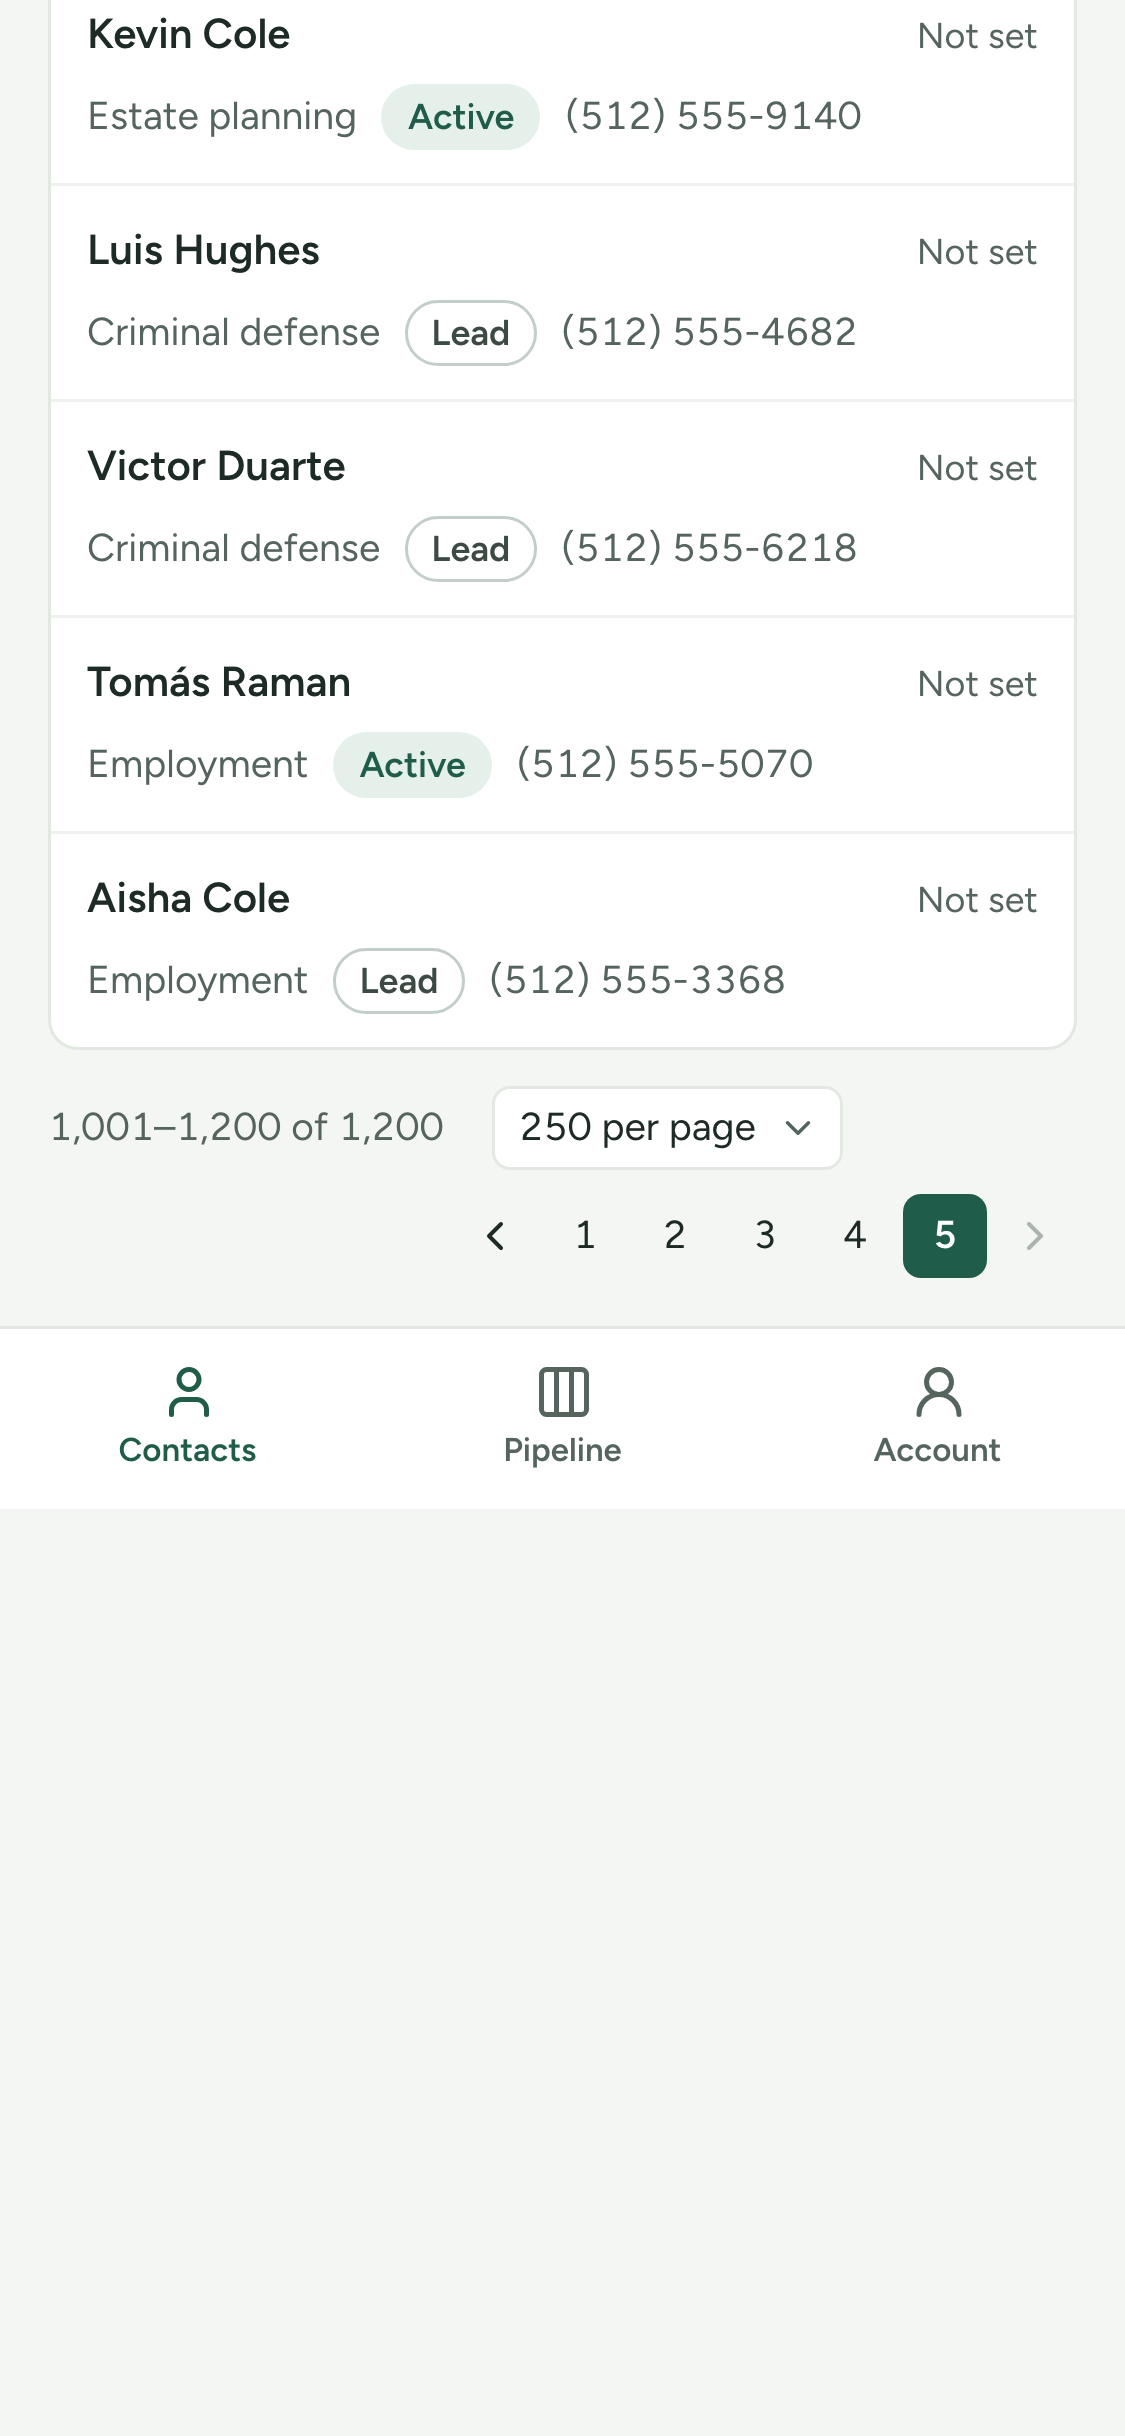 Kevin Cole Not set
Estate planning Active (512) 555-9140
Luis Hughes Not set
Criminal defense Lead (512) 555-4682
Victor Duarte Not set
Criminal defense Lead (512) 555-6218
Tomás Raman Not set
Employment Active (512) 555-5070
Aisha Cole Not set
Employment Lead (512) 555-3368
1,001–1,200 of 1,200 250 per page
1 2 3 4 5
Contacts Pipeline Account